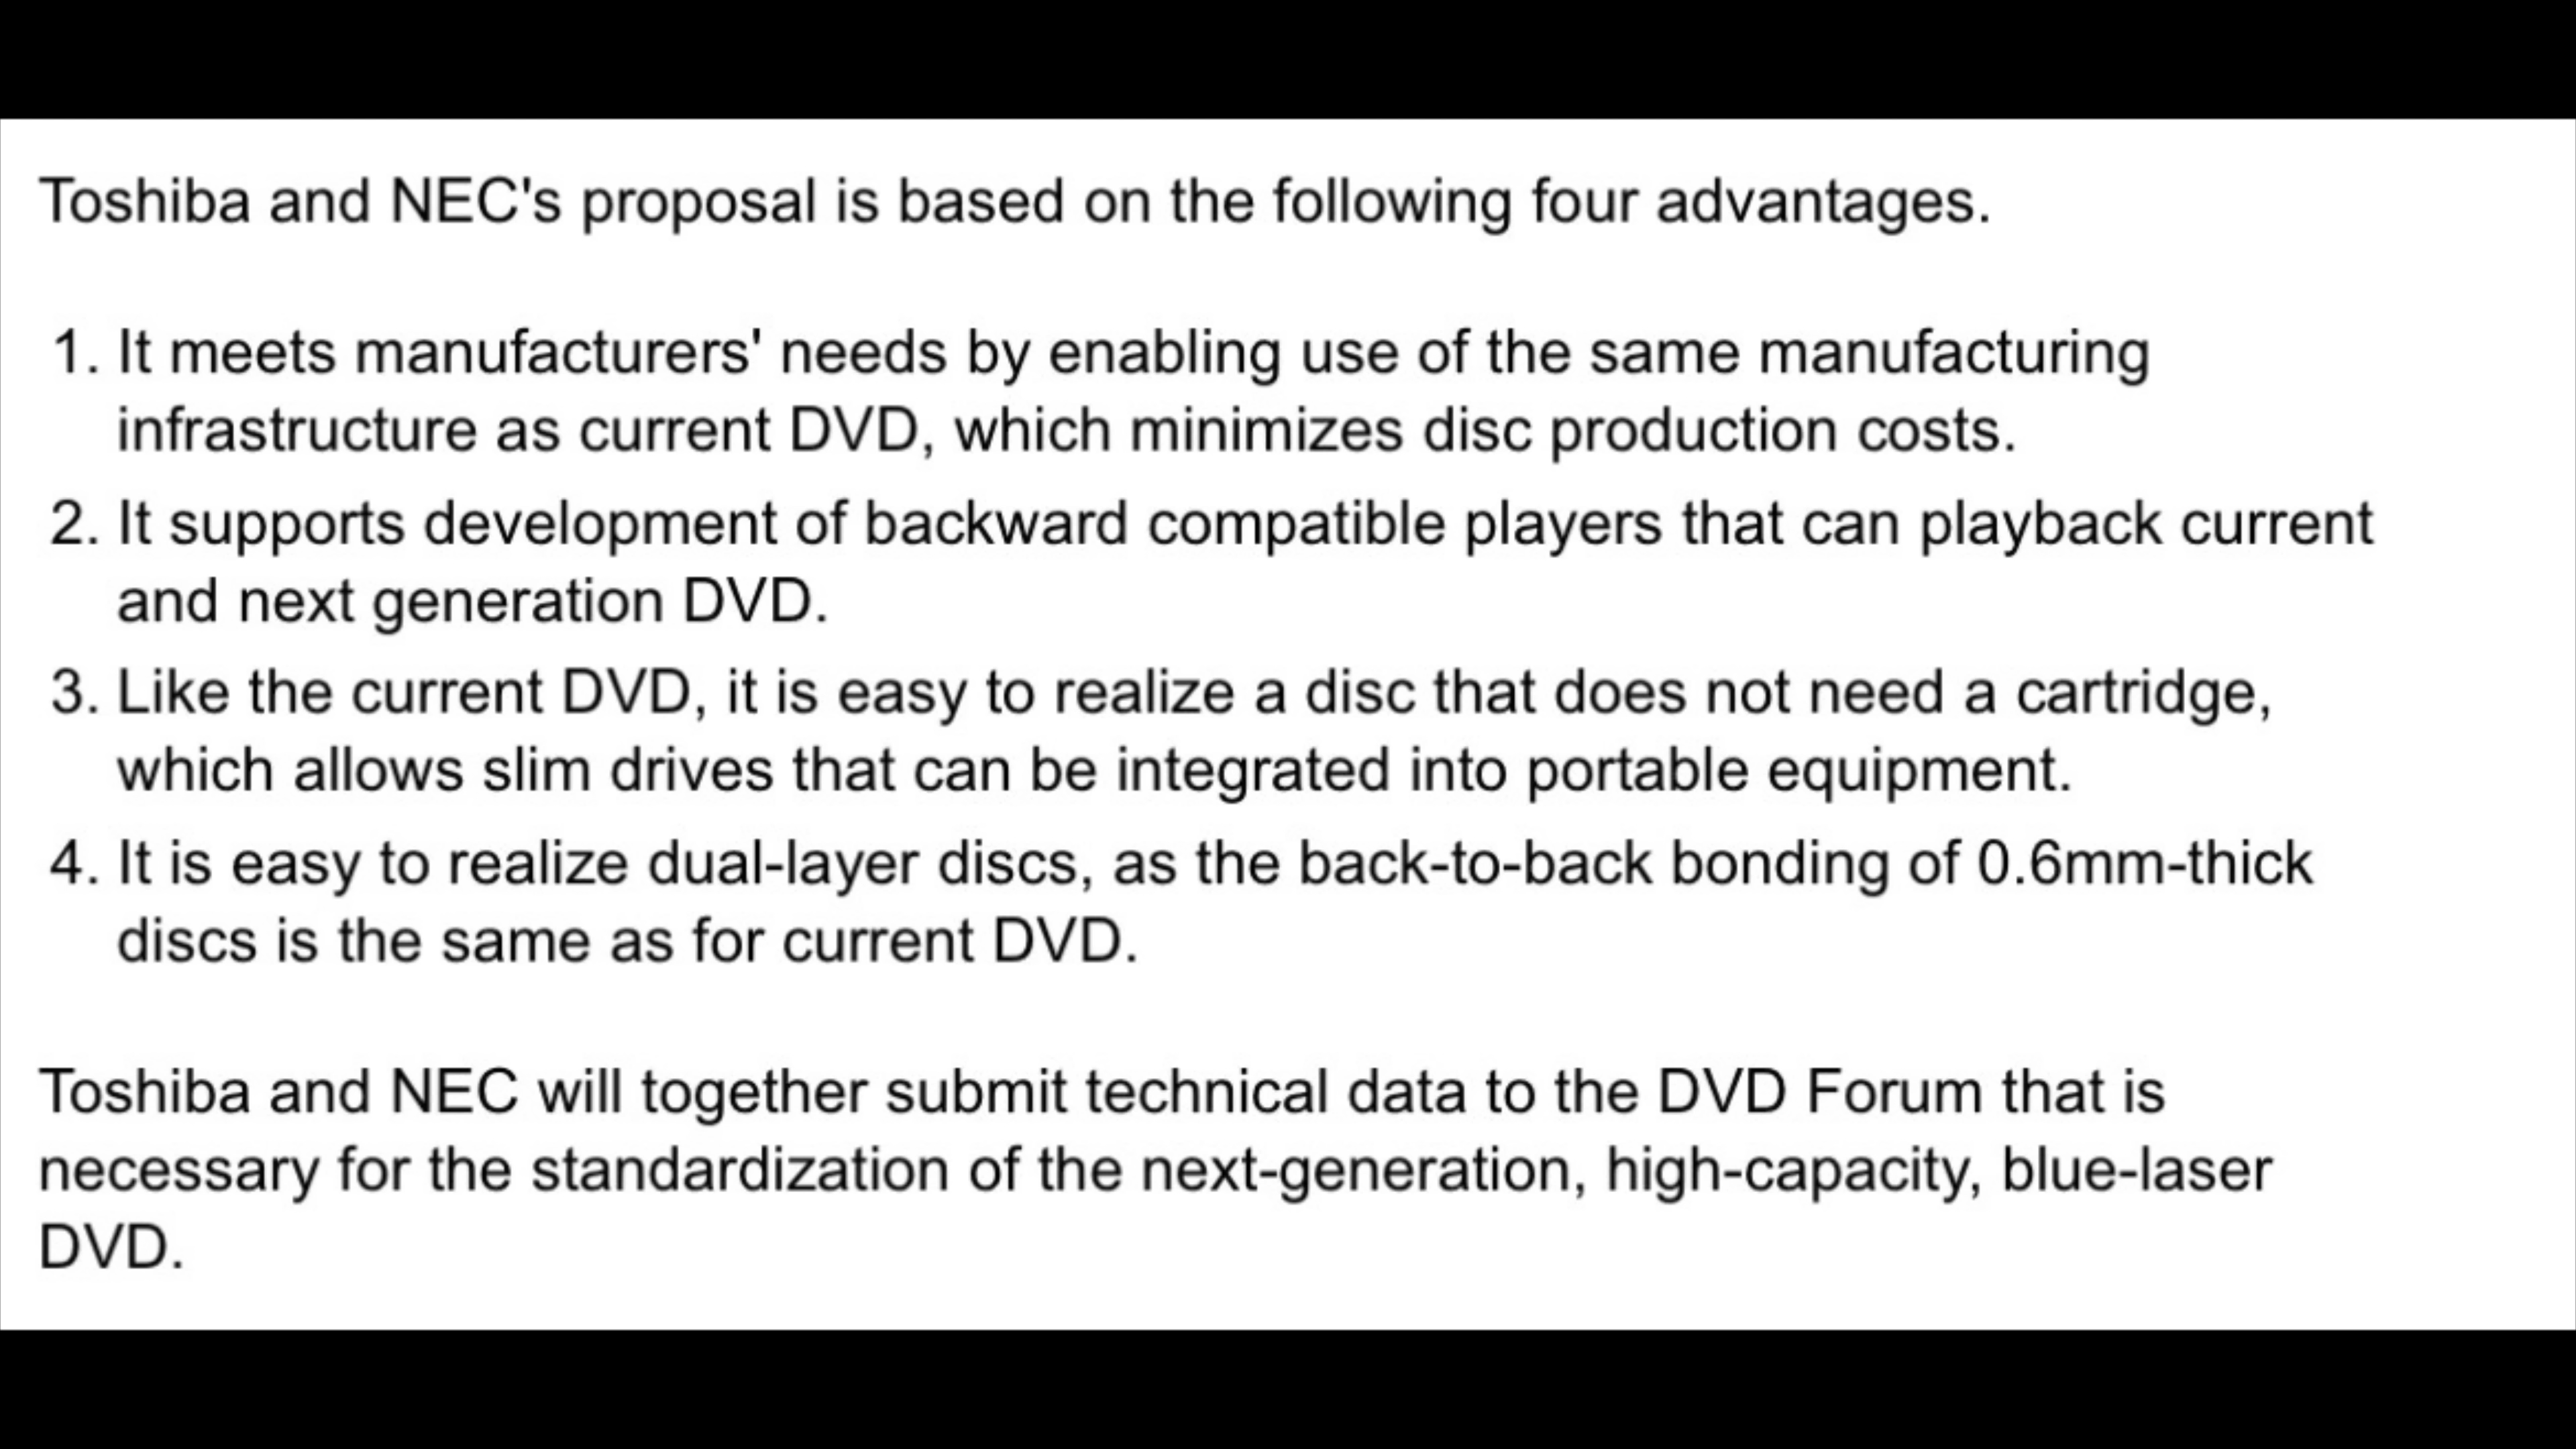 Toshiba and NEC's proposal is based on the following four advantages.
1. It meets manufacturers' needs by enabling use of the same manufacturing
infrastructure as current DVD, which minimizes disc production costs.
2. It supports development of backward compatible players that can playback current
and next generation DVD.
3. Like the current DVD, it is easy to realize a disc that does not need a cartridge,
which allows slim drives that can be integrated into portable equipment.
4. It is easy to realize dual-layer discs, as the back-to-back bonding of 0.6mm-thick
discs is the same as for current DVD.
Toshiba and NEC will together submit technical data to the DVD Forum that is
necessary for the standardization of the next-generation, high-capacity, blue-laser
DVD.